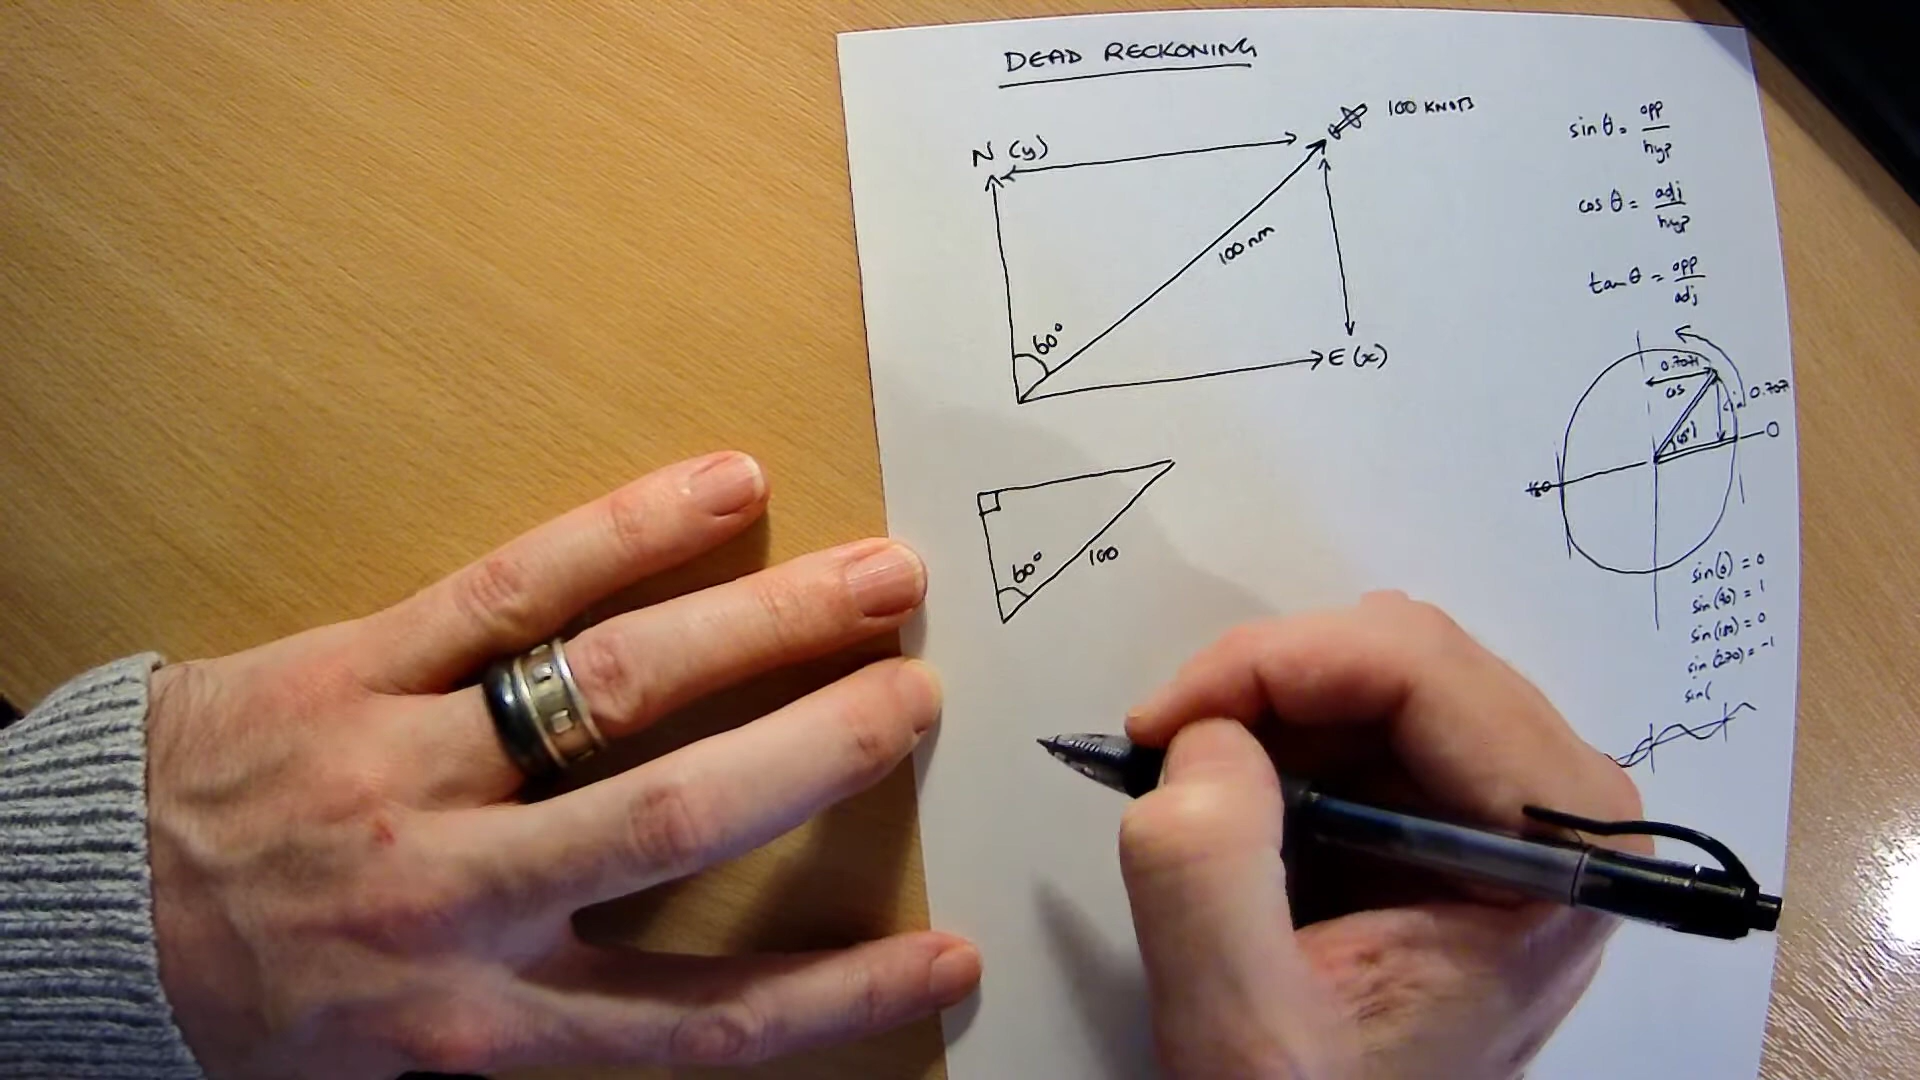 DEAD RECKONING
N (y)
100 KNOTS
100 nm
60°
E (x)
60°
100
sin θ = opp
hyp
cos θ = adj
hyp
tan θ = opp
adj
0.7071
cos
sin 0.707
45°
0
180
sin(0) = 0
sin(90) = 1
sin(180) = 0
sin(270) = -1
sin(